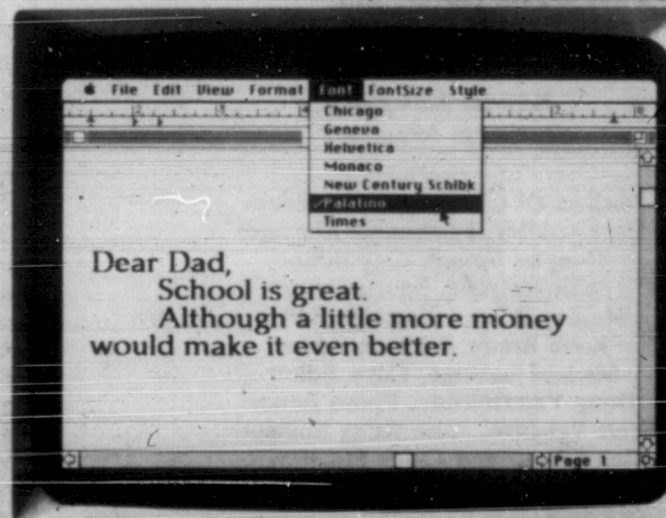 File Edit View Format Font FontSize Style
Chicago
Geneva
Helvetica
Monaco
New Century Schlbk
✓Palatino
Times
Dear Dad,
School is great.
Although a little more money
would make it even better.
Page 1